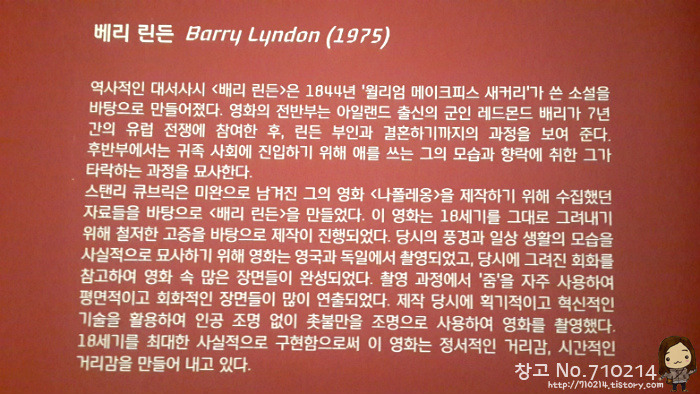 베리 린든 Barry Lyndon (1975)
역사적인 대서사시 <배리 린든>은 1844년 '윌리엄 메이크피스 새커리'가 쓴 소설을
바탕으로 만들어졌다. 영화의 전반부는 아일랜드 출신의 군인 레드몬드 배리가 7년
간의 유럽 전쟁에 참여한 후, 린든 부인과 결혼하기까지의 과정을 보여 준다.
후반부에서는 귀족 사회에 진입하기 위해 애를 쓰는 그의 모습과 향락에 취한 그가
타락하는 과정을 묘사한다.
스탠리 큐브릭은 미완으로 남겨진 그의 영화 <나폴레옹>을 제작하기 위해 수집했던
자료들을 바탕으로 <배리 린든>을 만들었다. 이 영화는 18세기를 그대로 그려내기
위해 철저한 고증을 바탕으로 제작이 진행되었다. 당시의 풍경과 일상 생활의 모습을
사실적으로 묘사하기 위해 영화는 영국과 독일에서 촬영되었고, 당시에 그려진 회화를
참고하여 영화 속 많은 장면들이 완성되었다. 촬영 과정에서 '줌'을 자주 사용하여
평면적이고 회화적인 장면들이 많이 연출되었다. 제작 당시에 획기적이고 혁신적인
기술을 활용하여 인공 조명 없이 촛불만을 조명으로 사용하여 영화를 촬영했다.
18세기를 최대한 사실적으로 구현함으로써 이 영화는 정서적인 거리감, 시간적인
거리감을 만들어 내고 있다.
창고 No.710214
http://710214.tistory.com/